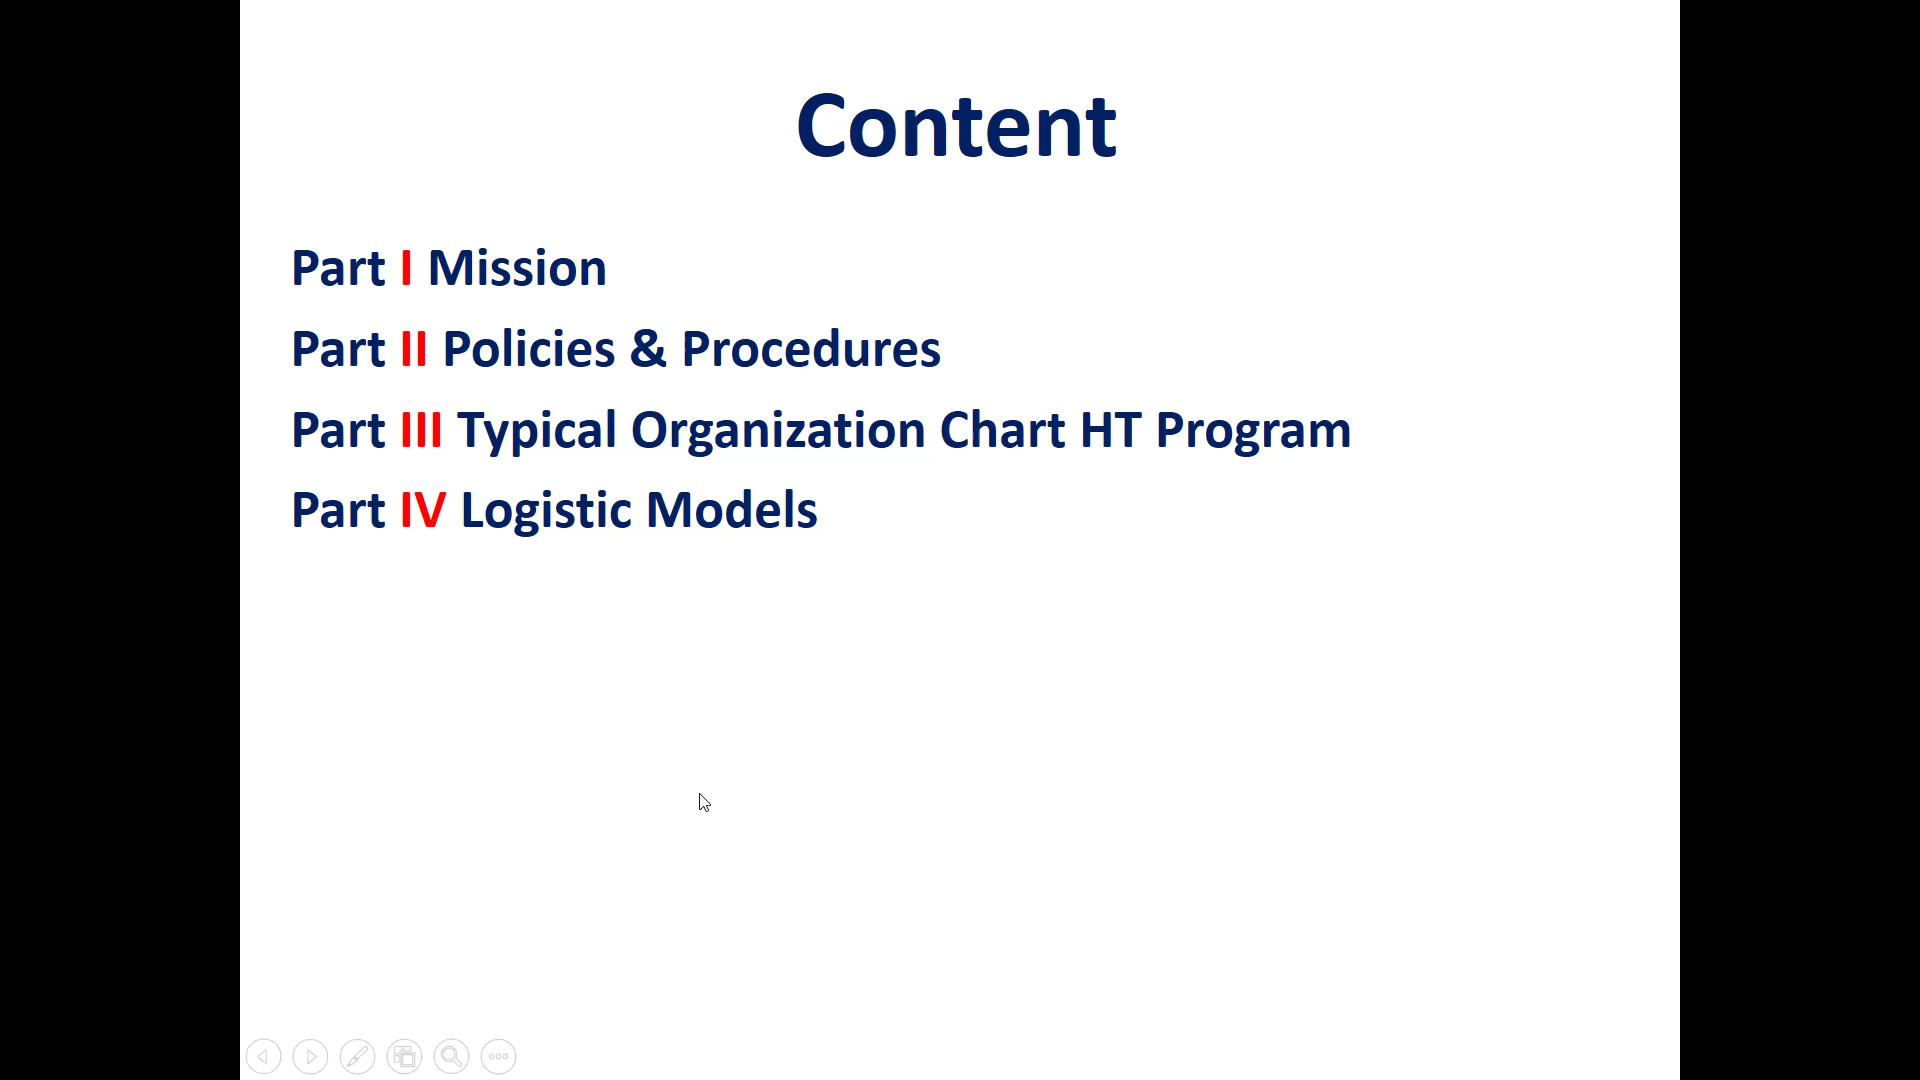 Content
Part I Mission
Part II Policies & Procedures
Part III Typical Organization Chart HT Program
Part IV Logistic Models